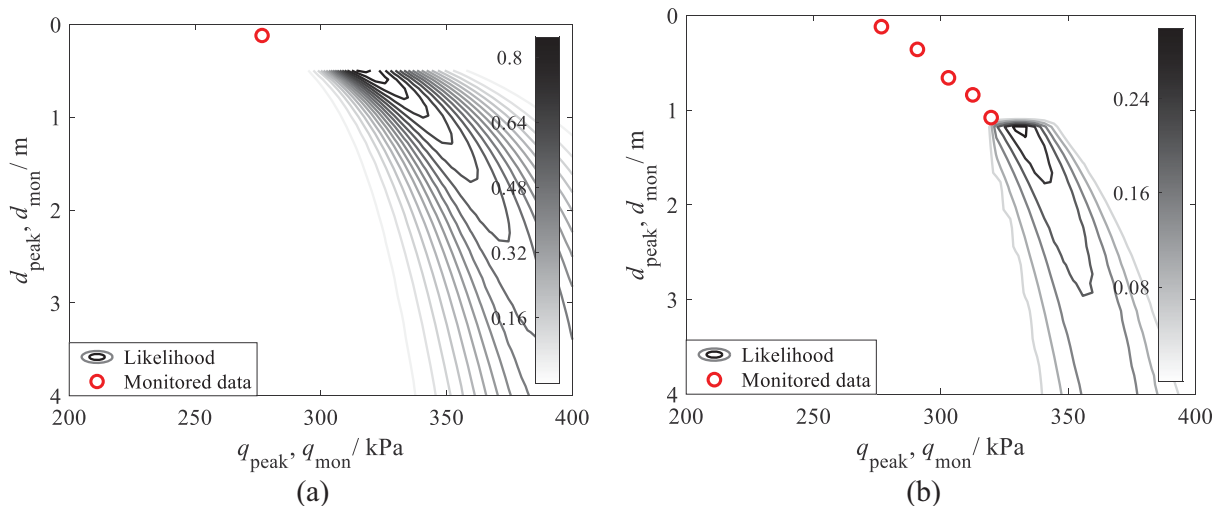 0
1
2
3
4
200
250
300
350
400
0.8
0.64
0.48
0.32
0.16
d_peak, d_mon / m
q_peak, q_mon / kPa
Likelihood
Monitored data
(a)
0
1
2
3
4
200
250
300
350
400
0.24
0.16
0.08
d_peak, d_mon / m
q_peak, q_mon / kPa
Likelihood
Monitored data
(b)